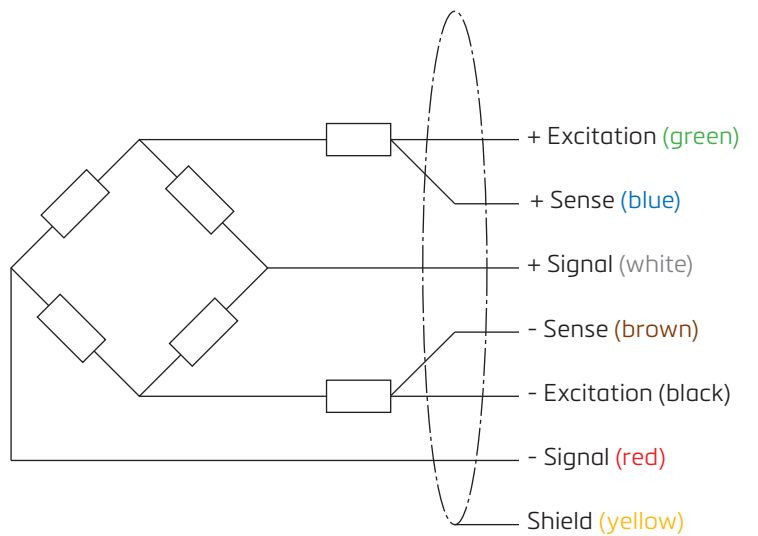 + Excitation (green)
+ Sense (blue)
+ Signal (white)
- Sense (brown)
- Excitation (black)
- Signal (red)
Shield (yellow)